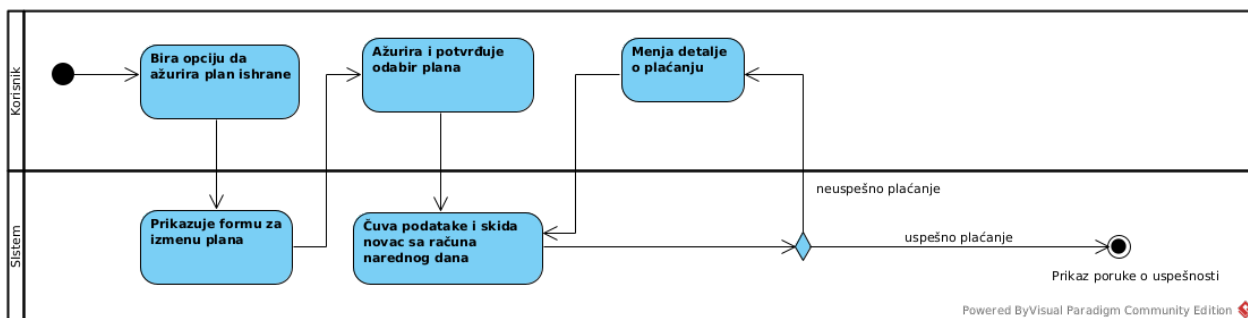 Korisnik
Bira opciju da
ažurira plan ishrane
Ažurira i potvrđuje
odabir plana
Menja detalje
o plaćanju
SIstem
Prikazuje formu za
izmenu plana
Čuva podatake i skida
novac sa računa
narednog dana
neuspešno plaćanje
uspešno plaćanje
Prikaz poruke o uspešnosti
Powered ByVisual Paradigm Community Edition